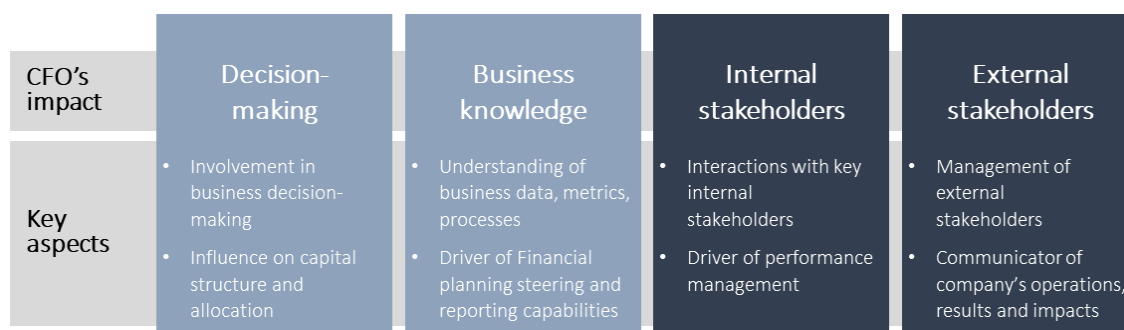 CFO's
impact
Decision-
making
Business
knowledge
Internal
stakeholders
External
stakeholders
Key
aspects
• Involvement in
business decision-
making
• Influence on capital
structure and
allocation
• Understanding of
business data, metrics,
processes
• Driver of Financial
planning steering and
reporting capabilities
• Interactions with key
internal
stakeholders
• Driver of performance
management
• Management of
external
stakeholders
• Communicator of
company's operations,
results and impacts